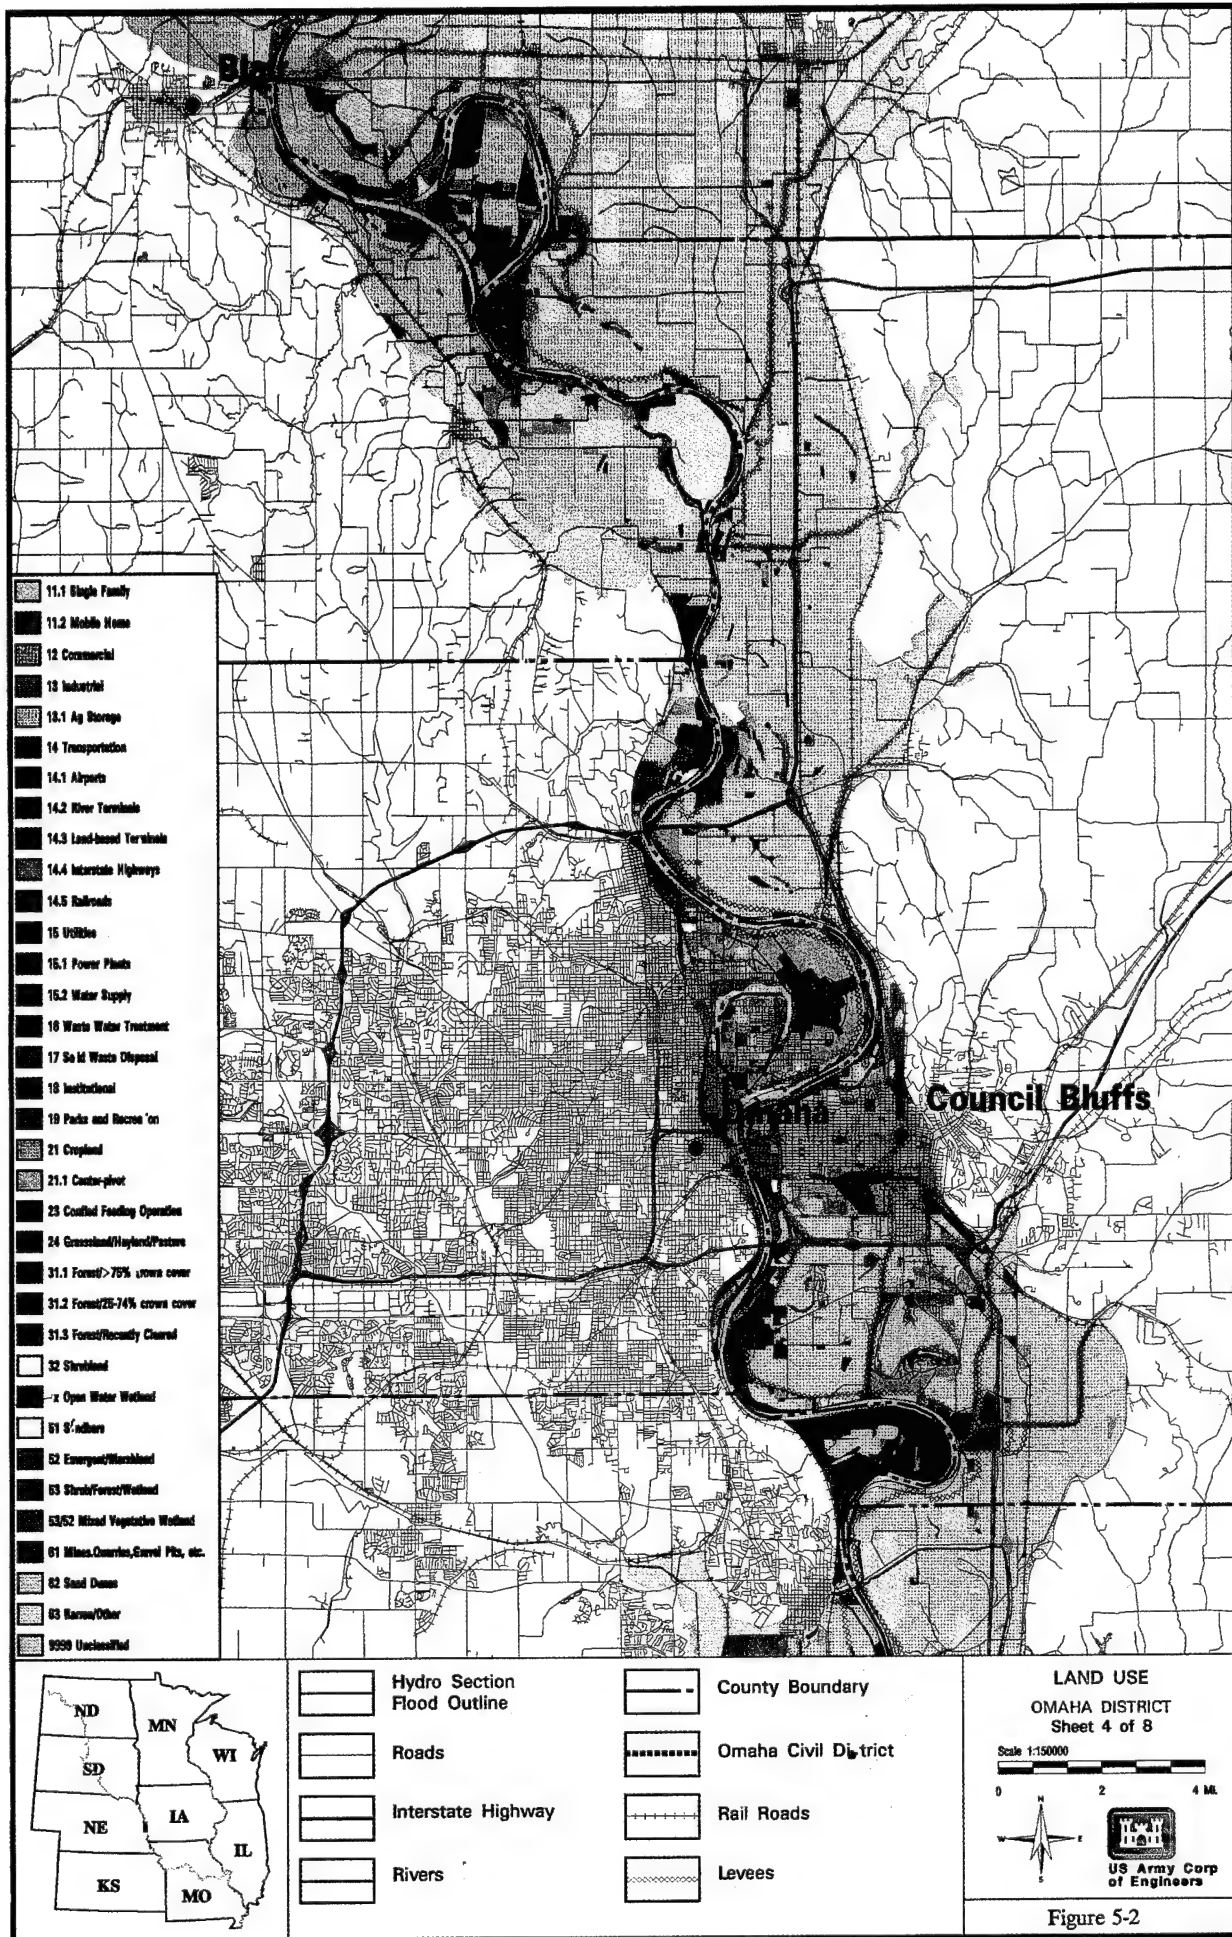 Blair
Council Bluffs
Omaha
11.1 Single Family
11.2 Mobile Home
12 Commercial
13 Industrial
13.1 Ag Storage
14 Transportation
14.1 Airports
14.2 River Terminals
14.3 Land-based Terminals
14.4 Interstate Highways
14.5 Railroads
15 Utilities
15.1 Power Plants
15.2 Water Supply
16 Waste Water Treatment
17 So id Waste Disposal
18 Institutional
19 Parks and Recrea on
21 Cropland
21.1 Center-pivot
23 Confied Feeding Operation
24 Grassland/Hayland/Pasture
31.1 Forest/>75% crown cover
31.2 Forest/25-74% crown cover
31.3 Forest/Recently Cleared
32 Shrubland
Open Water Wetland
51 S ndbars
52 Emergent/Marshland
53 Shrub/Forest/Wetland
53/52 Mixed Vegetative Wetland
61 Mines,Quarries,Gravel Pits, etc.
62 Sand Dunes
63 Barren/Other
9999 Unclassified
ND
MN
WI
SD
NE
IA
IL
KS
MO
Hydro Section
Flood Outline
Roads
Interstate Highway
Rivers
County Boundary
Omaha Civil District
Rail Roads
Levees
LAND USE
OMAHA DISTRICT
Sheet 4 of 8
Scale 1:150000
0 2 4 Mi.
N
W E
S
US Army Corp
of Engineers
Figure 5-2